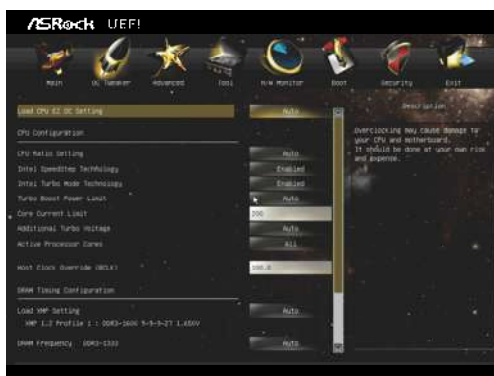 ASRock UEFI
Main OC Tweaker Advanced Tool H/W Monitor Boot Security Exit
Load CPU EZ OC Setting Auto
Description
Overclocking may cause damage to
your CPU and motherboard.
It should be done at your own risk
and expense.
CPU Configuration
CPU Ratio Setting Auto
Intel SpeedStep Technology Enabled
Intel Turbo Mode Technology Enabled
Turbo Boost Power Limit Auto
Core Current Limit 200
Additional Turbo Voltage Auto
Active Processor Cores All
Host Clock Override (BCLK) 100.0
DRAM Timing Configuration
Load XMP Setting Auto
XMP 1.2 Profile 1 : DDR3-1600 9-9-9-27 1.650V
DRAM Frequency DDR3-1333 Auto